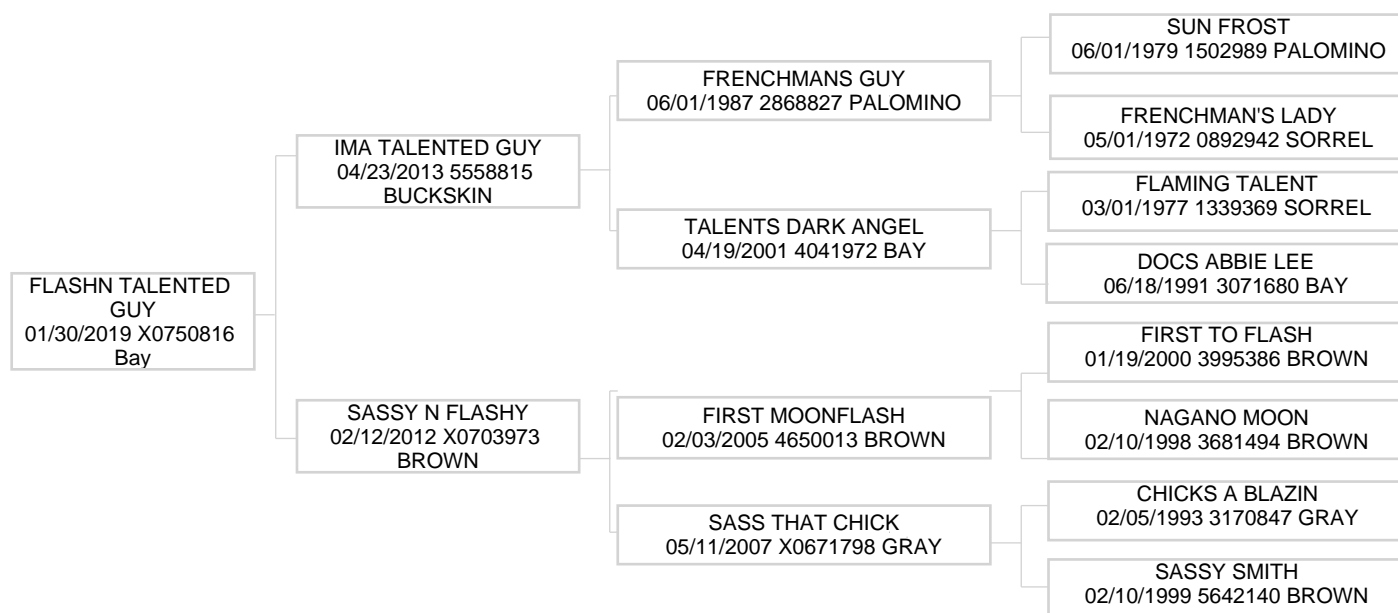 FLASHN TALENTED
GUY
01/30/2019 X0750816
Bay
IMA TALENTED GUY
04/23/2013 5558815
BUCKSKIN
SASSY N FLASHY
02/12/2012 X0703973
BROWN
FRENCHMANS GUY
06/01/1987 2868827 PALOMINO
TALENTS DARK ANGEL
04/19/2001 4041972 BAY
FIRST MOONFLASH
02/03/2005 4650013 BROWN
SASS THAT CHICK
05/11/2007 X0671798 GRAY
SUN FROST
06/01/1979 1502989 PALOMINO
FRENCHMAN'S LADY
05/01/1972 0892942 SORREL
FLAMING TALENT
03/01/1977 1339369 SORREL
DOCS ABBIE LEE
06/18/1991 3071680 BAY
FIRST TO FLASH
01/19/2000 3995386 BROWN
NAGANO MOON
02/10/1998 3681494 BROWN
CHICKS A BLAZIN
02/05/1993 3170847 GRAY
SASSY SMITH
02/10/1999 5642140 BROWN